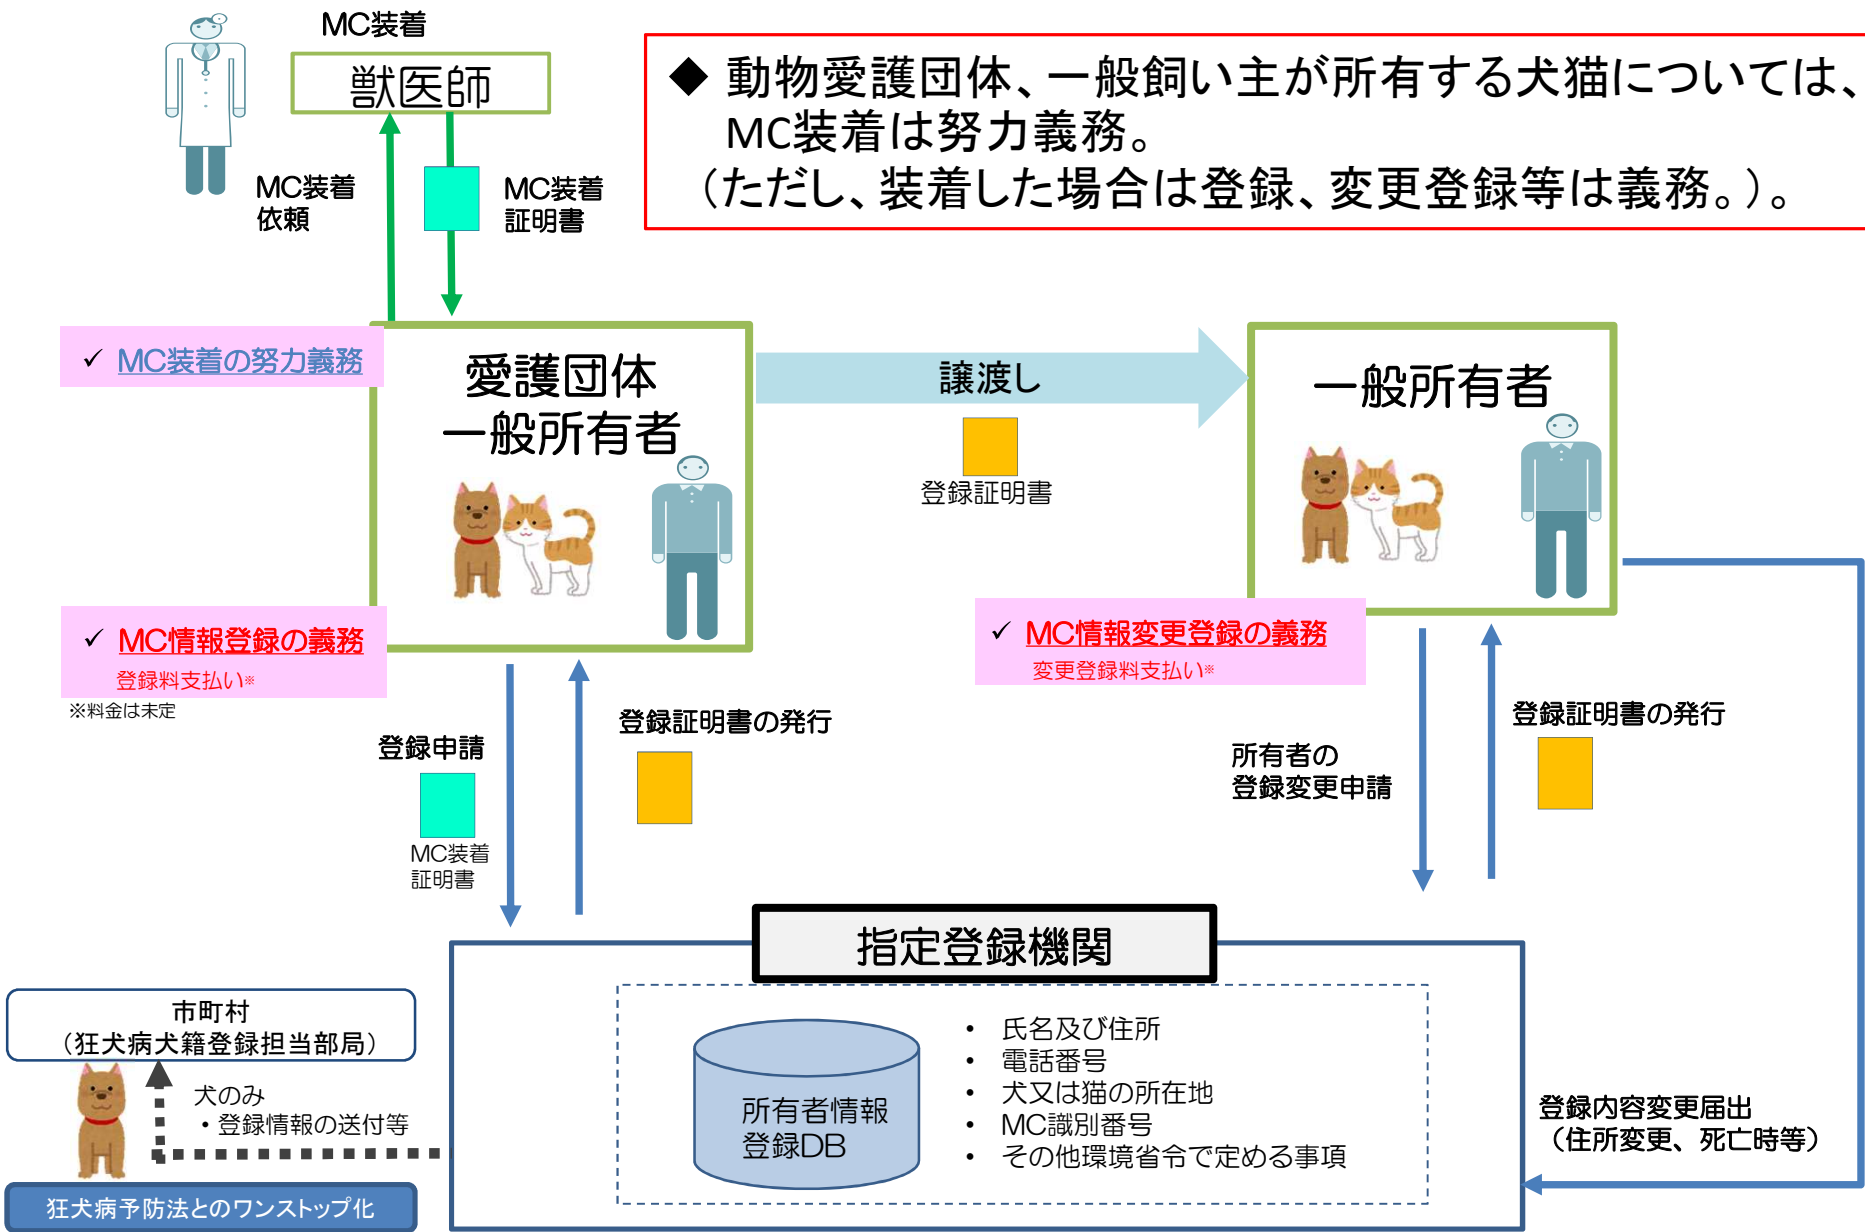 MC装着
獣医師
◆ 動物愛護団体、一般飼い主が所有する犬猫については、
MC装着は努力義務。
（ただし、装着した場合は登録、変更登録等は義務。）。
MC装着
依頼
MC装着
証明書
✓ MC装着の努力義務
愛護団体
一般所有者
譲渡し
登録証明書
一般所有者
✓ MC情報登録の義務
登録料支払い※
※料金は未定
✓ MC情報変更登録の義務
変更登録料支払い※
登録申請
MC装着
証明書
登録証明書の発行
所有者の
登録変更申請
登録証明書の発行
指定登録機関
所有者情報
登録DB
・ 氏名及び住所
・ 電話番号
・ 犬又は猫の所在地
・ MC識別番号
・ その他環境省令で定める事項
市町村
（狂犬病犬籍登録担当部局）
犬のみ
・登録情報の送付等
狂犬病予防法とのワンストップ化
登録内容変更届出
（住所変更、死亡時等）